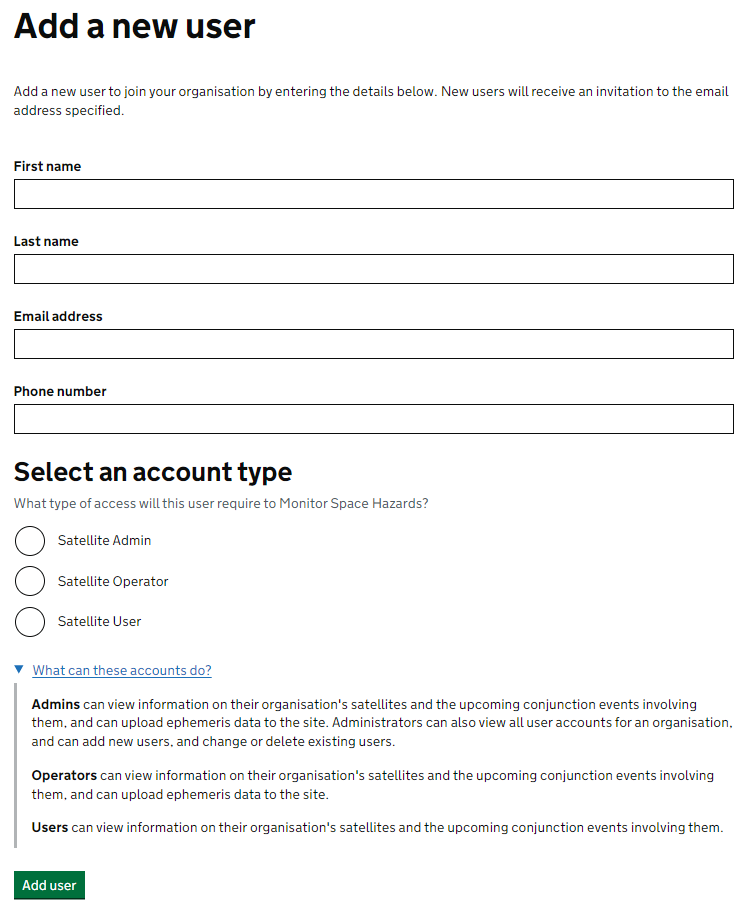 Add a new user
Add a new user to join your organisation by entering the details below. New users will receive an invitation to the email
address specified.
First name
Last name
Email address
Phone number
Select an account type
What type of access will this user require to Monitor Space Hazards?
Satellite Admin
Satellite Operator
Satellite User
What can these accounts do?
Admins can view information on their organisation's satellites and the upcoming conjunction events involving
them, and can upload ephemeris data to the site. Administrators can also view all user accounts for an organisation,
and can add new users, and change or delete existing users.
Operators can view information on their organisation's satellites and the upcoming conjunction events involving
them, and can upload ephemeris data to the site.
Users can view information on their organisation's satellites and the upcoming conjunction events involving them.
Add user